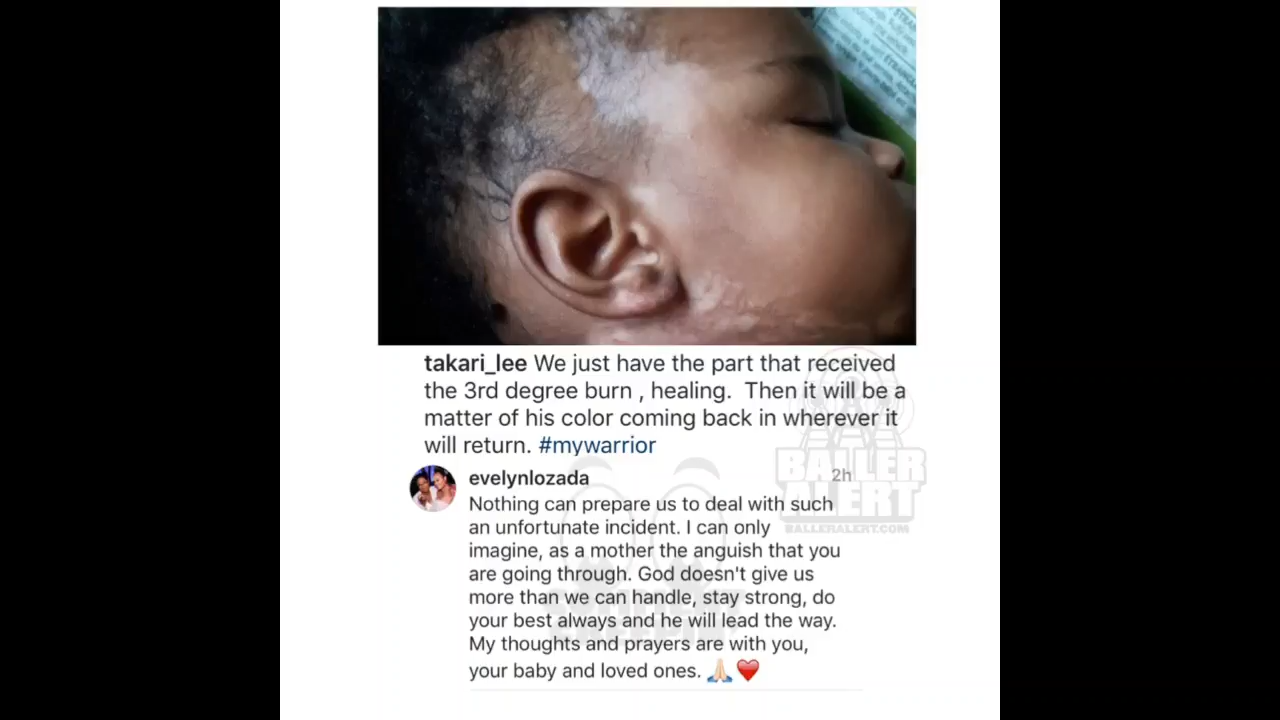 takari_lee We just have the part that received
the 3rd degree burn , healing. Then it will be a
matter of his color coming back in wherever it
will return. #mywarrior
evelynlozada 2h
Nothing can prepare us to deal with such
an unfortunate incident. I can only
imagine, as a mother the anguish that you
are going through. God doesn't give us
more than we can handle, stay strong, do
your best always and he will lead the way.
My thoughts and prayers are with you,
your baby and loved ones. 🙏🏻❤️
BALLER
ALERT
BALLERALERT.COM